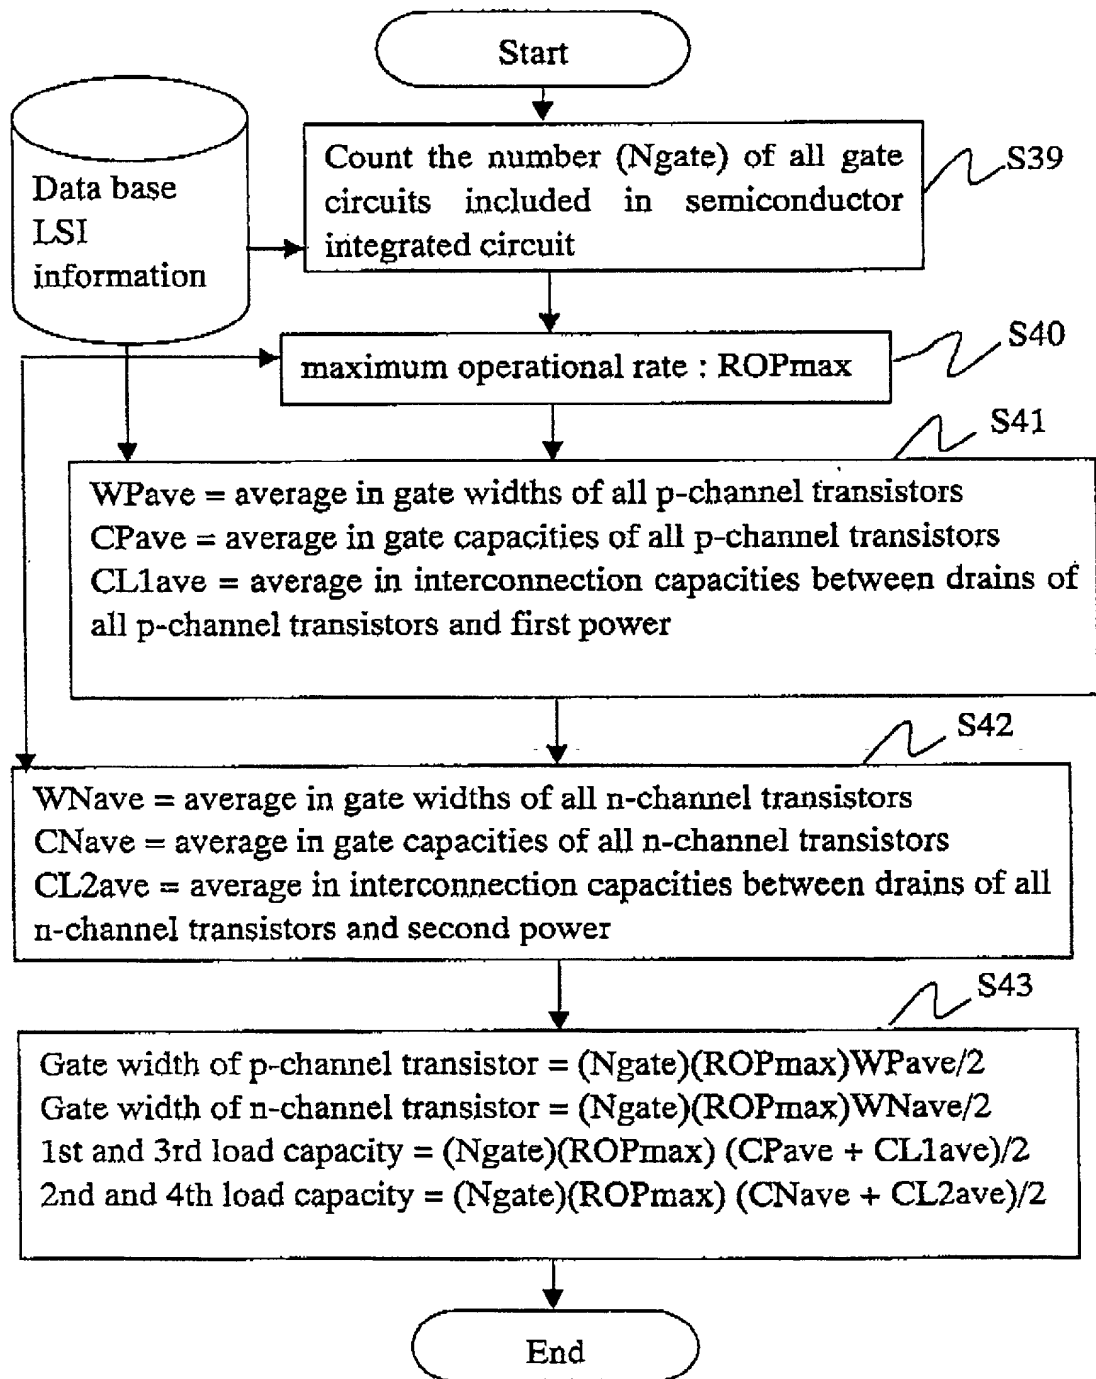 Start
Data base
LSI
information
Count the number (Ngate) of all gate
circuits included in semiconductor
integrated circuit
S39
maximum operational rate : ROPmax
S40
S41
WPave = average in gate widths of all p-channel transistors
CPave = average in gate capacities of all p-channel transistors
CL1ave = average in interconnection capacities between drains of
all p-channel transistors and first power
S42
WNave = average in gate widths of all n-channel transistors
CNave = average in gate capacities of all n-channel transistors
CL2ave = average in interconnection capacities between drains of all
n-channel transistors and second power
S43
Gate width of p-channel transistor = (Ngate)(ROPmax)WPave/2
Gate width of n-channel transistor = (Ngate)(ROPmax)WNave/2
1st and 3rd load capacity = (Ngate)(ROPmax) (CPave + CL1ave)/2
2nd and 4th load capacity = (Ngate)(ROPmax) (CNave + CL2ave)/2
End